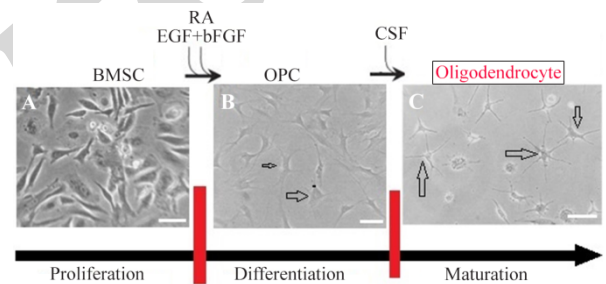 RA
EGF+bFGF
CSF
BMSC
OPC
Oligodendrocyte
A
B
C
Proliferation
Differentiation
Maturation